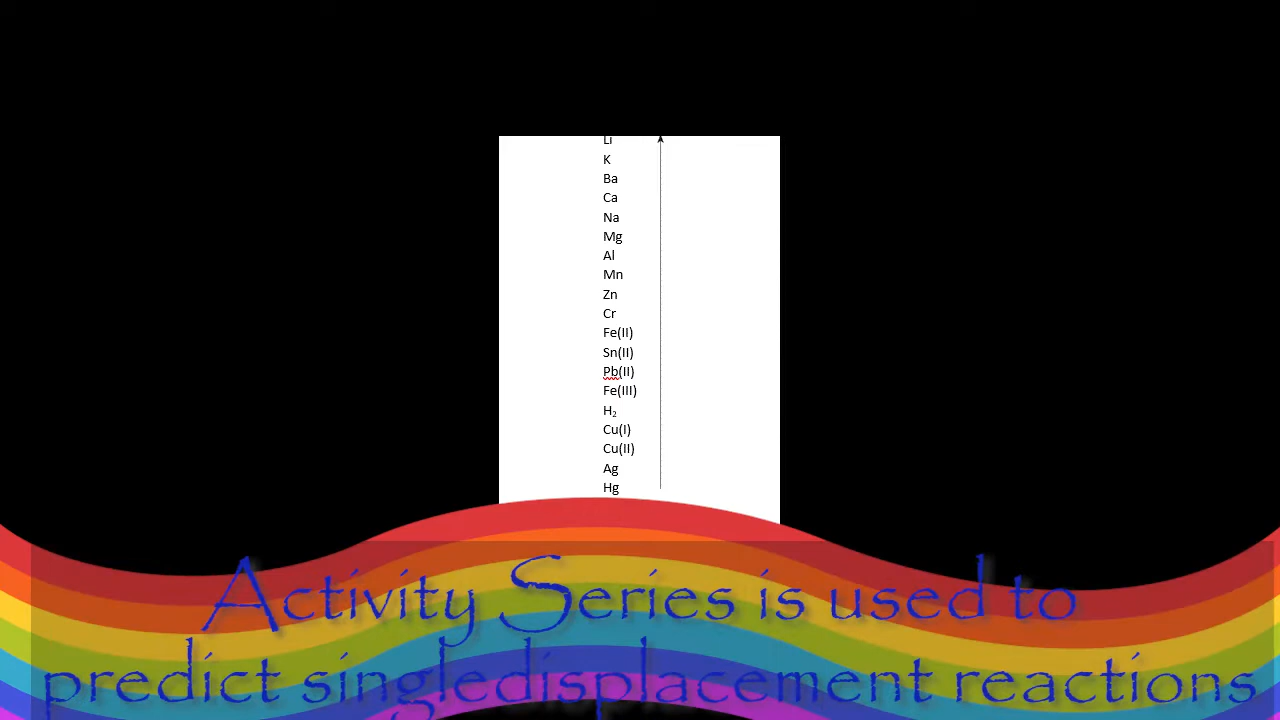 Li
K
Ba
Ca
Na
Mg
Al
Mn
Zn
Cr
Fe(II)
Sn(II)
Pb(II)
Fe(III)
H₂
Cu(I)
Cu(II)
Ag
Hg
Activity Series is used to
predict singledisplacement reactions